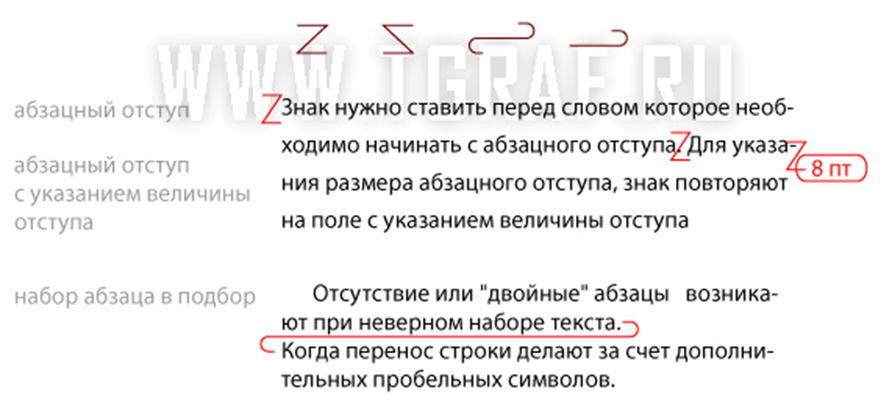 WWW.TGRAF.RU
абзацный отступ
Знак нужно ставить перед словом которое необ-
ходимо начинать с абзацного отступа. Для указа-
8 пт
абзацный отступ
с указанием величины
отступа
ния размера абзацного отступа, знак повторяют
на поле с указанием величины отступа
набор абзаца в подбор
Отсутствие или "двойные" абзацы возника-
ют при неверном наборе текста.
Когда перенос строки делают за счет дополни-
тельных пробельных символов.